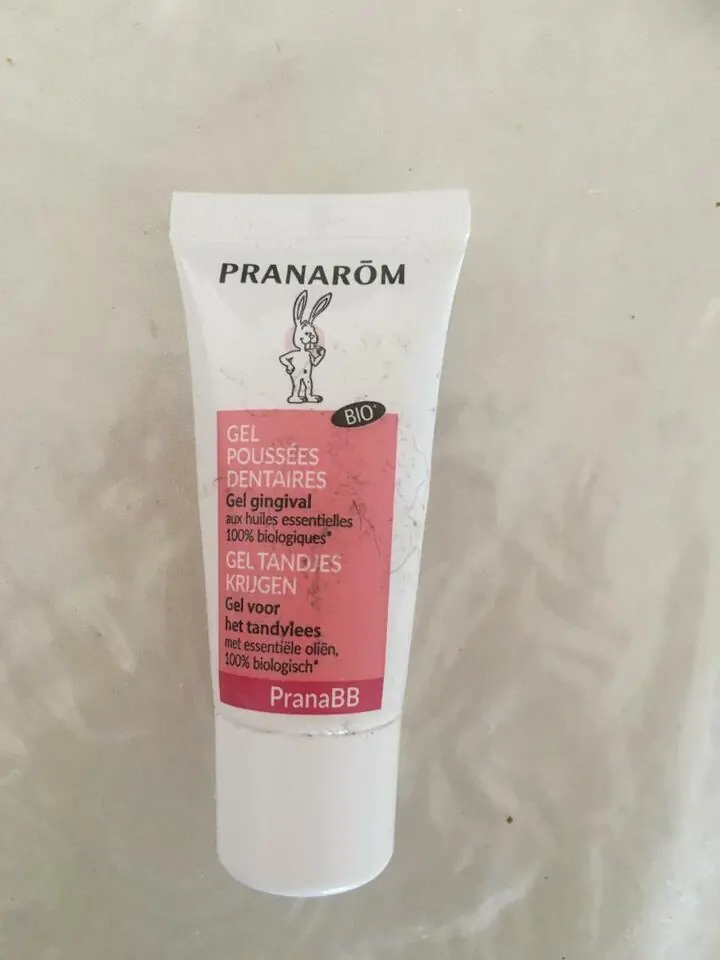 PRANARŌM
BIO+
GEL
POUSSÉES
DENTAIRES
Gel gingival
aux huiles essentielles
100% biologiques*
GEL TANDJES
KRIJGEN
Gel voor
het tandvlees
met essentiële oliën,
100% biologisch*
PranaBB